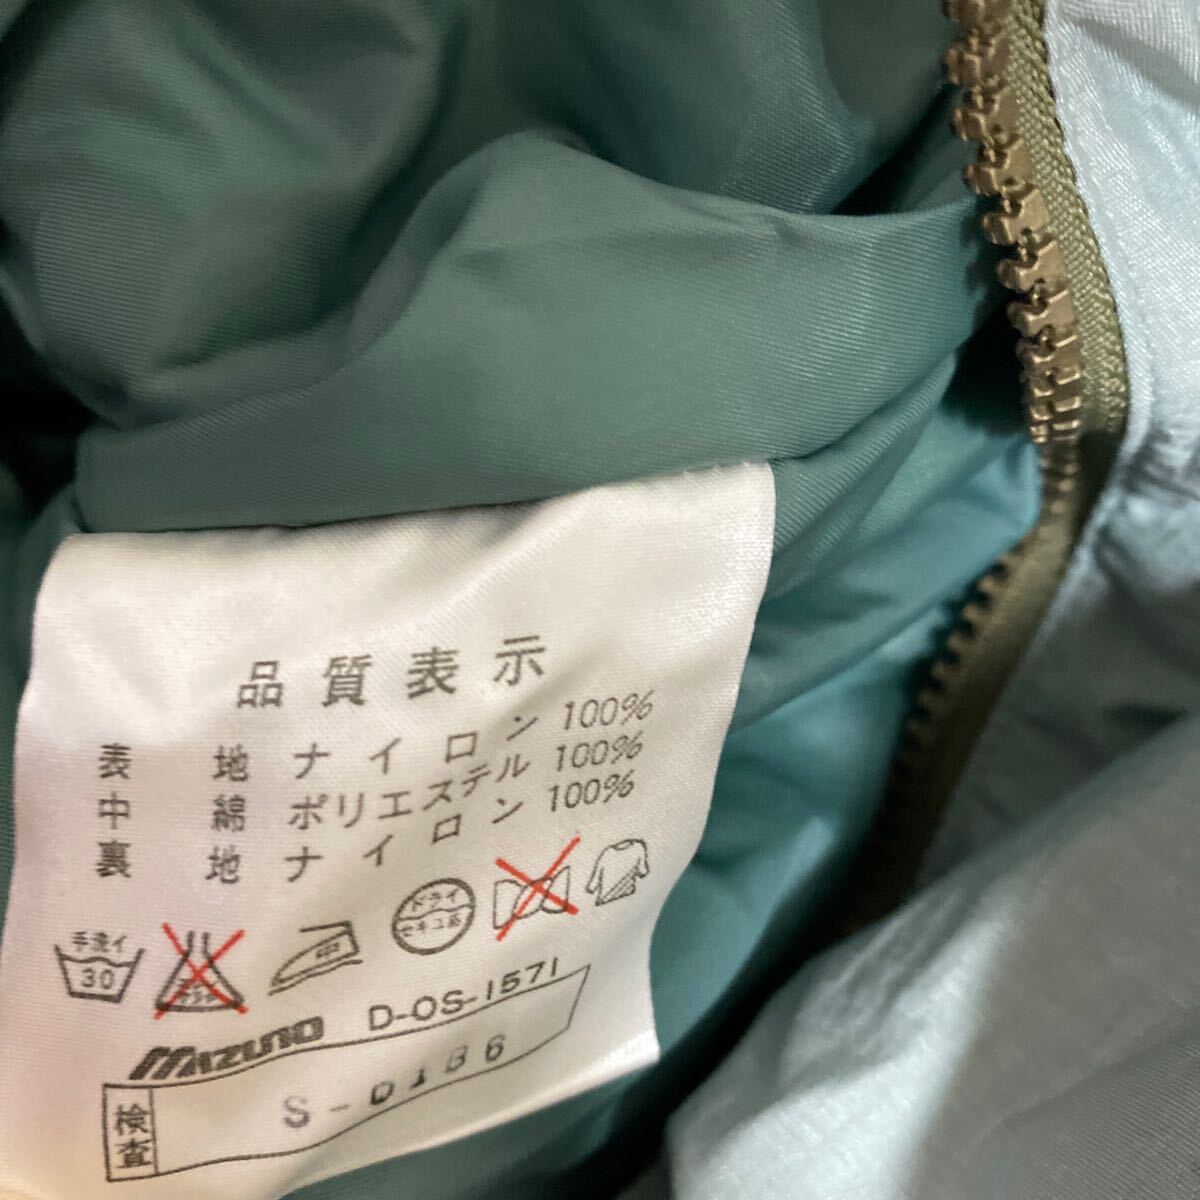 品質表示
表地 ナイロン 100%
中綿 ポリエステル 100%
裏地 ナイロン 100%
手洗イ 30 中 ドライ セキユ系
MIZUNO D-OS-1571
検査 S-0186